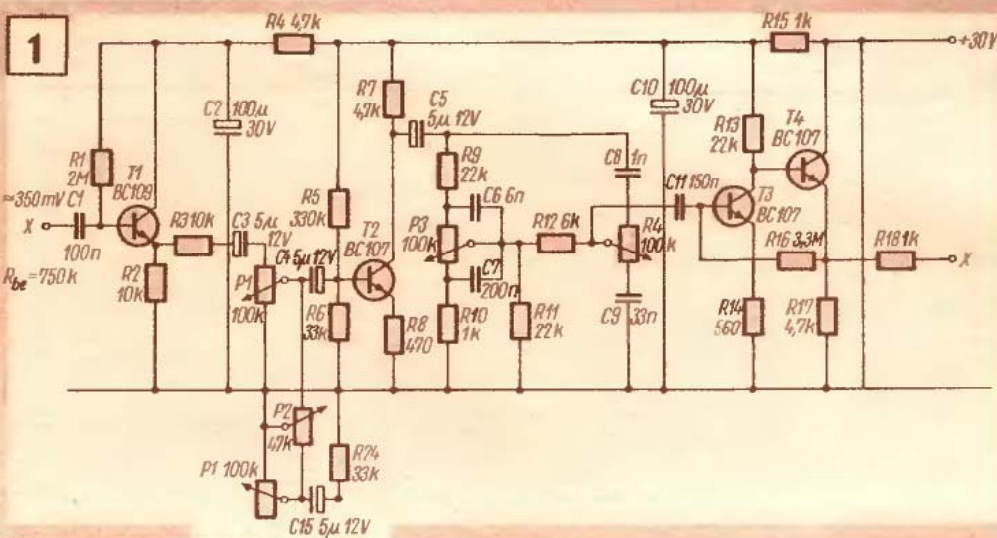 1
R4 4,7k
R15 1k
+30V
R1
2M
T1
BC109
C2
100μ
30V
R7
4,7k
C5
5μ 12V
C10
100μ
30V
R13
22k
T4
BC107
≈350mV
X
C1
100n
Rbe = 750k
R2
10k
R3 10k
C3 5μ
12V
P1
100k
C4 5μ 12V
R5
330k
R6
33k
T2
BC107
R8
470
R9
22k
C6 6n
P3
100k
C7
200n
R10
1k
R11
22k
R12 6k
C8
1n
R4
100k
C9
33n
C11 150n
T3
BC107
R16 3,3M
R18 1k
X
R14
560
R17
4,7k
P2
47k
R24
33k
P1 100k
C15 5μ 12V